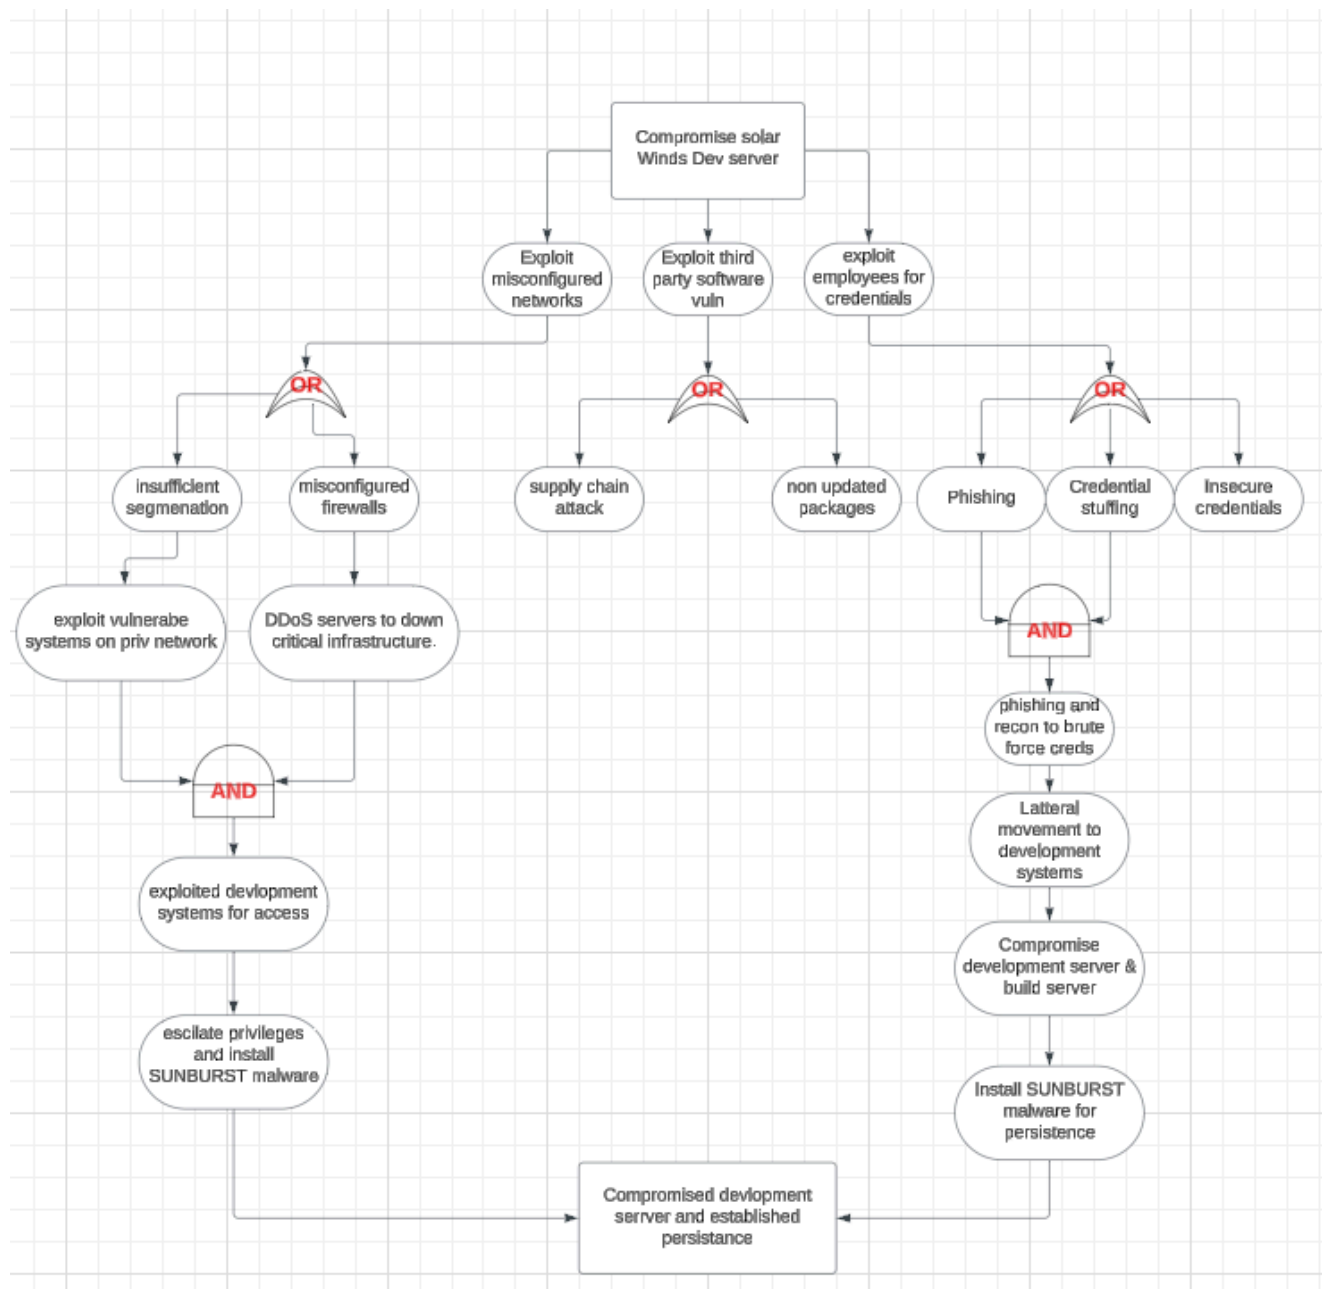 Compromise solar
Winds Dev server
Exploit
misconfigured
networks
Exploit third
party software
vuln
exploit
employees for
credentials
OR
OR
OR
insufficient
segmenation
misconfigured
firewalls
supply chain
attack
non updated
packages
Phishing
Credential
stuffing
Insecure
credentials
exploit vulnerabe
systems on priv network
DDoS servers to down
critical infrastructure.
AND
phishing and
recon to brute
force creds
AND
Latteral
movement to
development
systems
exploited devlopment
systems for access
Compromise
development server &
build server
escilate privileges
and install
SUNBURST malware
Install SUNBURST
malware for
persistence
Compromised devlopment
serrver and established
persistance